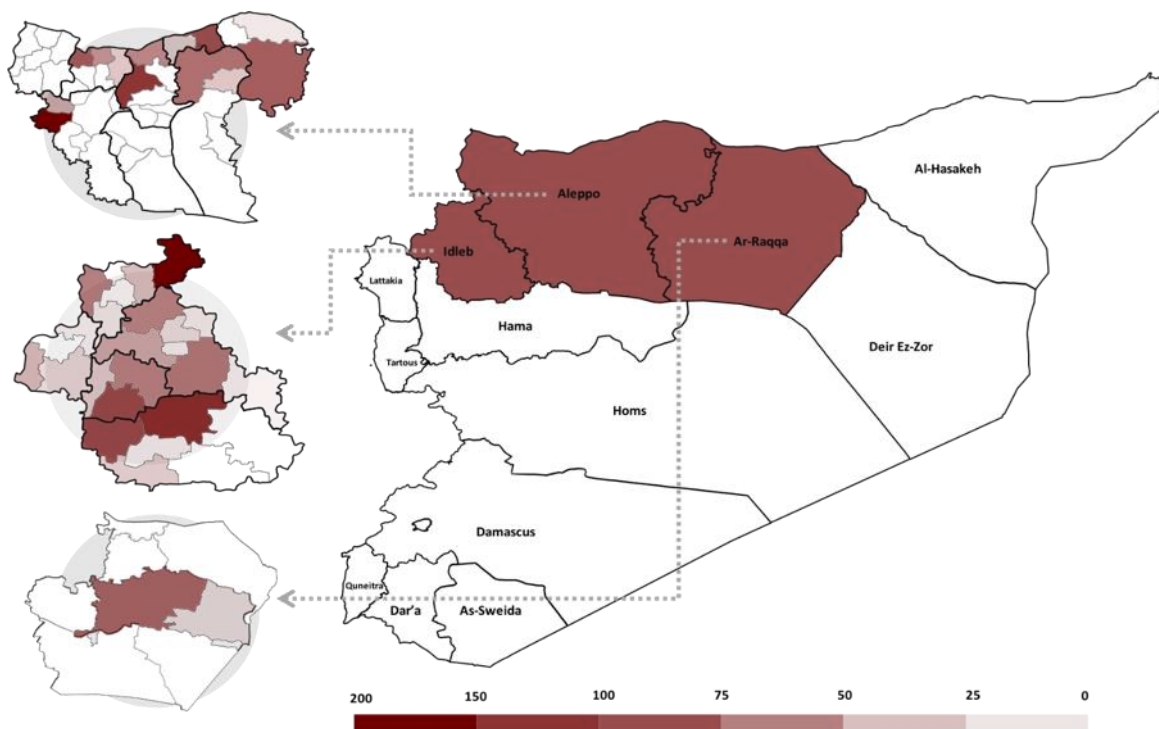 Al-Hasakeh
Aleppo
Ar-Raqqa
Idleb
Lattakia
Hama
Deir Ez-Zor
Tartous
Homs
Damascus
Quneitra
Dar'a
As-Sweida
200 150 100 75 50 25 0